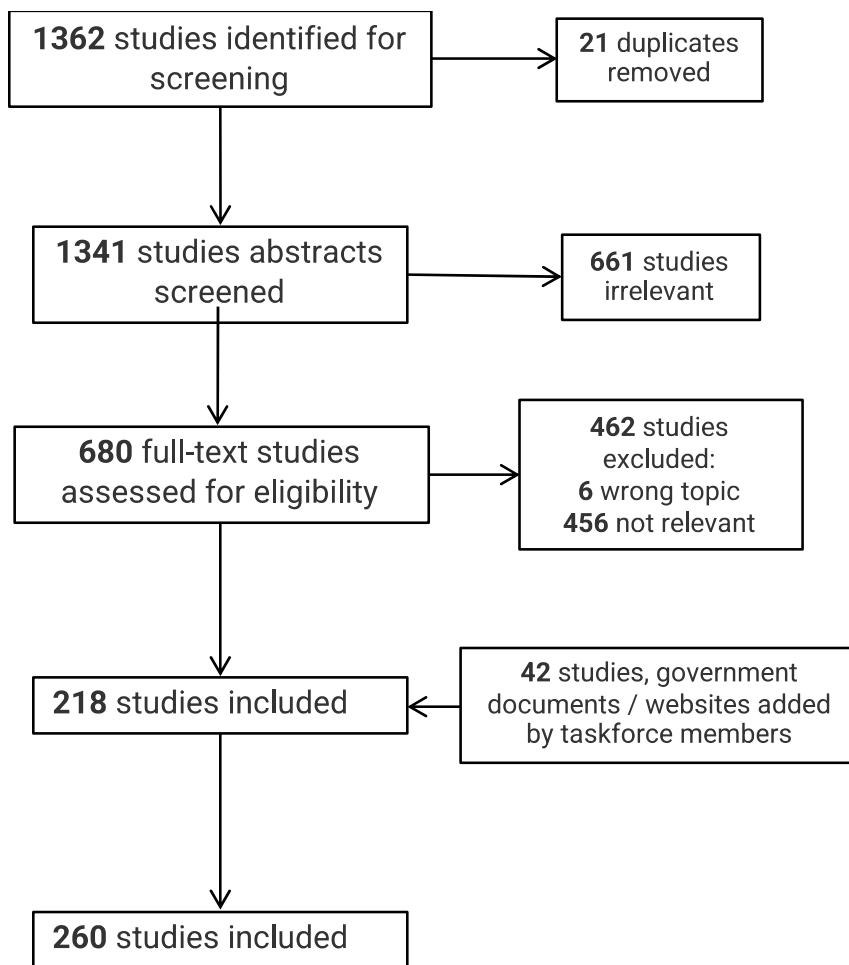 1362 studies identified for
screening
21 duplicates
removed
1341 studies abstracts
screened
661 studies
irrelevant
680 full-text studies
assessed for eligibility
462 studies
excluded:
6 wrong topic
456 not relevant
218 studies included
42 studies, government
documents / websites added
by taskforce members
260 studies included